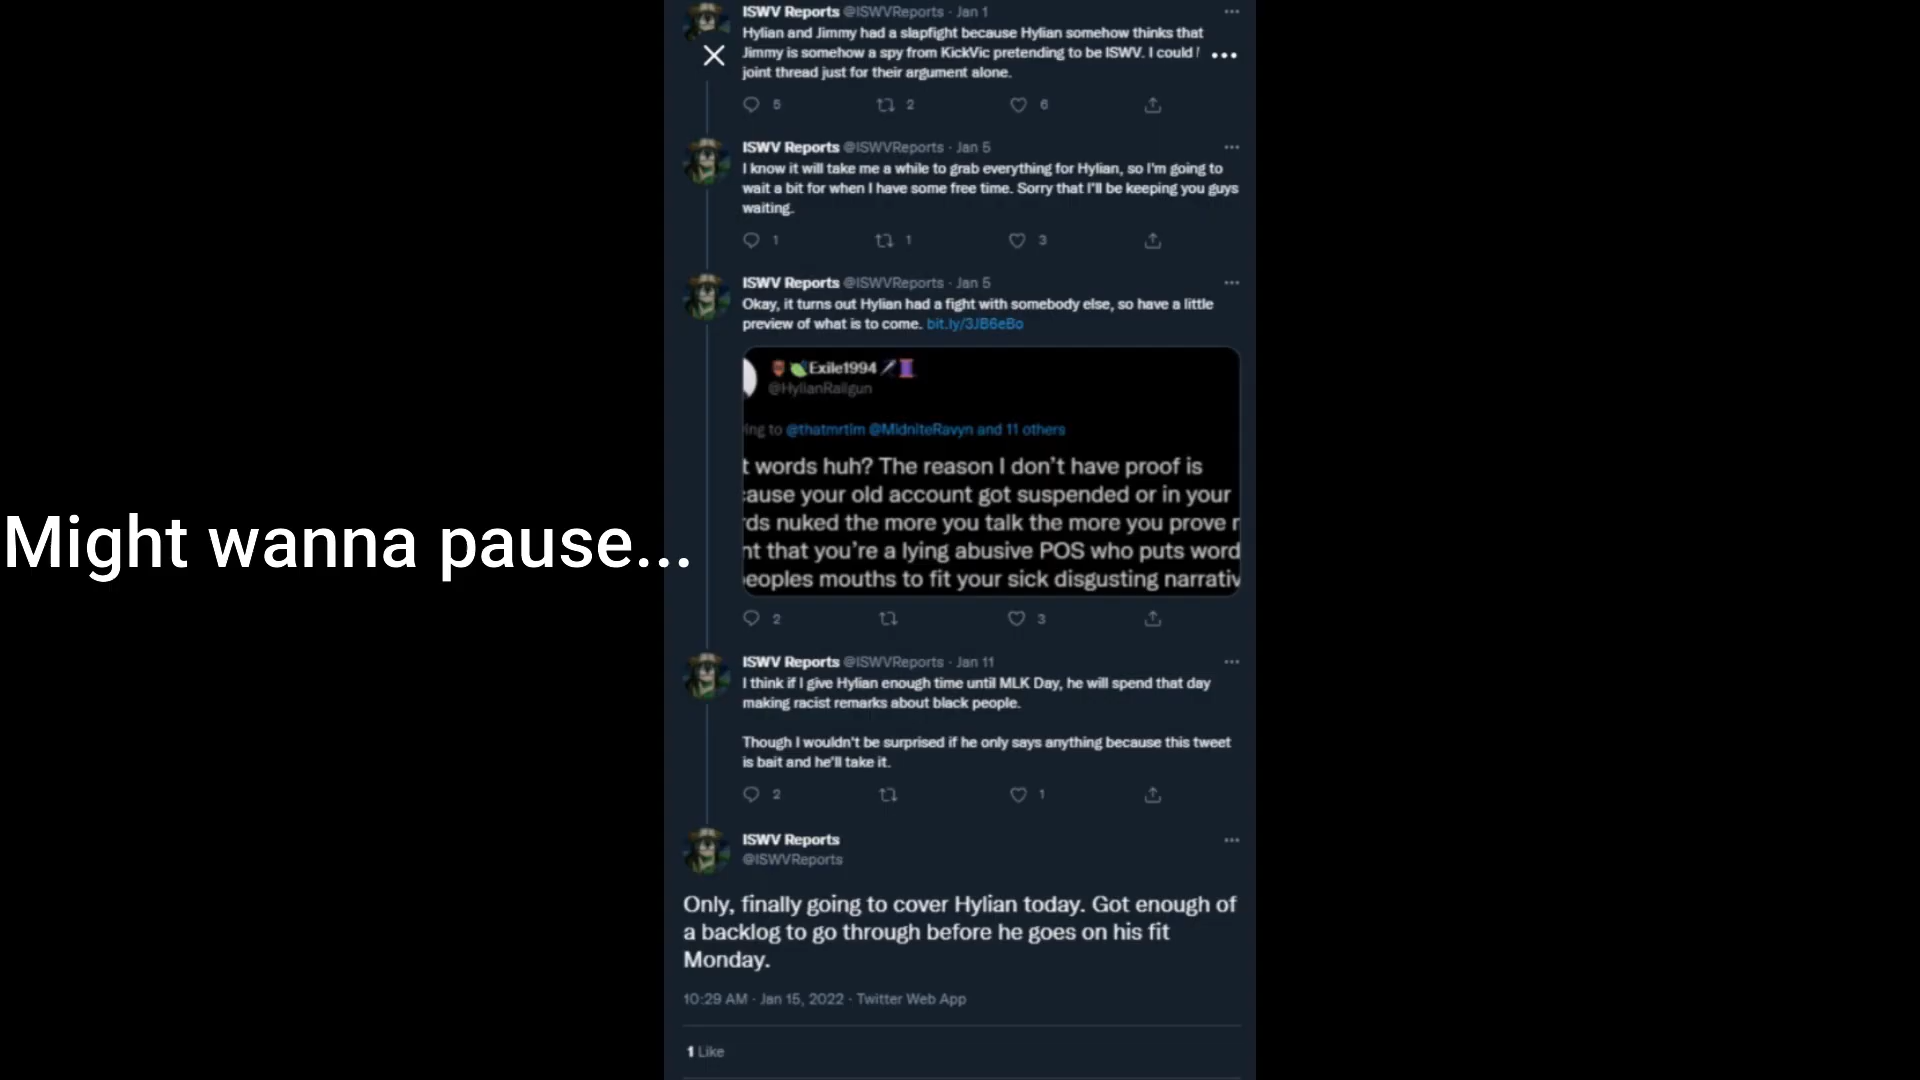 ISWV Reports @ISWVReports · Jan 1
Hylian and Jimmy had a slapfight because Hylian somehow thinks that
Jimmy is somehow a spy from KickVic pretending to be ISWV. I could
joint thread just for their argument alone.
5 2 6
ISWV Reports @ISWVReports · Jan 5
I know it will take me a while to grab everything for Hylian, so I'm going to
wait a bit for when I have some free time. Sorry that I'll be keeping you guys
waiting.
1 1 3
ISWV Reports @ISWVReports · Jan 5
Okay, it turns out Hylian had a fight with somebody else, so have a little
preview of what is to come. bit.ly/3JB6eBo
Exile1994
@HylianRailgun
ing to @thatmrtim @MidniteRavyn and 11 others
t words huh? The reason I don't have proof is
cause your old account got suspended or in your
rds nuked the more you talk the more you prove
nt that you're a lying abusive POS who puts word
eoples mouths to fit your sick disgusting narrativ
Might wanna pause...
2 3
ISWV Reports @ISWVReports · Jan 11
I think if I give Hylian enough time until MLK Day, he will spend that day
making racist remarks about black people.
Though I wouldn't be surprised if he only says anything because this tweet
is bait and he'll take it.
2 1
ISWV Reports
@ISWVReports
Only, finally going to cover Hylian today. Got enough of
a backlog to go through before he goes on his fit
Monday.
10:29 AM · Jan 15, 2022 · Twitter Web App
1 Like